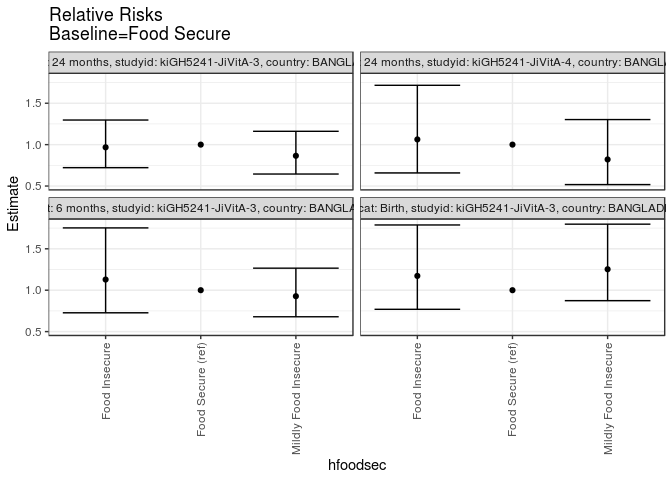 Relative Risks
Baseline=Food Secure
: 24 months, studyid: kiGH5241-JiVitA-3, country: BANGLA
24 months, studyid: kiGH5241-JiVitA-4, country: BANGLA
1.5
1.0
0.5
t: 6 months, studyid: kiGH5241-JiVitA-3, country: BANGLA
cat: Birth, studyid: kiGH5241-JiVitA-3, country: BANGLADE
1.5
1.0
0.5
Estimate
Food Insecure
Food Secure (ref)
Mildly Food Insecure
Food Insecure
Food Secure (ref)
Mildly Food Insecure
hfoodsec